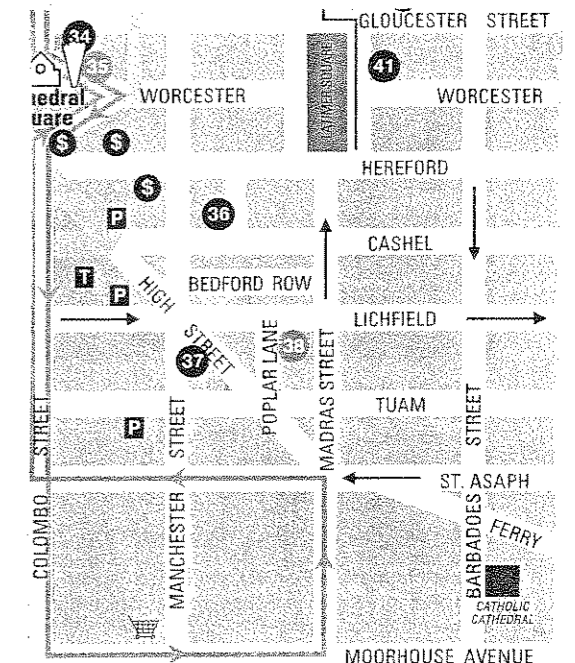 GLOUCESTER STREET
34
35
41
WORCESTER
WORCESTER
LATIMER SQUARE
edral
uare
$
$
HEREFORD
$
P
36
CASHEL
T
P
HIGH STREET
BEDFORD ROW
LICHFIELD
37
38
POPLAR LANE
MADRAS STREET
TUAM
P
COLOMBO STREET
MANCHESTER STREET
BARBADOES STREET
ST. ASAPH
FERRY
CATHOLIC
CATHEDRAL
MOORHOUSE AVENUE